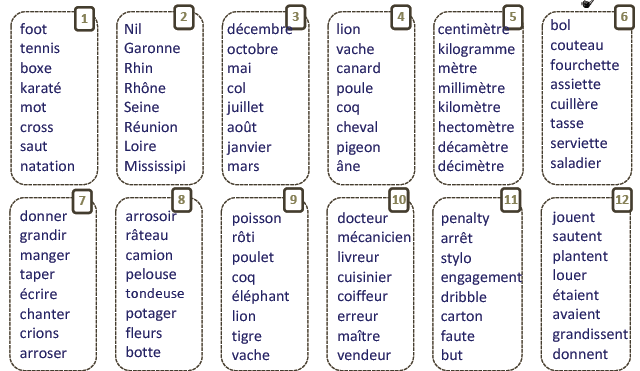 1
foot
tennis
boxe
karaté
mot
cross
saut
natation
2
Nil
Garonne
Rhin
Rhône
Seine
Réunion
Loire
Mississipi
3
décembre
octobre
mai
col
juillet
août
janvier
mars
4
lion
vache
canard
poule
coq
cheval
pigeon
âne
5
centimètre
kilogramme
mètre
millimètre
kilomètre
hectomètre
décamètre
décimètre
6
bol
couteau
fourchette
assiette
cuillère
tasse
serviette
saladier
7
donner
grandir
manger
taper
écrire
chanter
crions
arroser
8
arrosoir
râteau
camion
pelouse
tondeuse
potager
fleurs
botte
9
poisson
rôti
poulet
coq
éléphant
lion
tigre
vache
10
docteur
mécanicien
livreur
cuisinier
coiffeur
erreur
maître
vendeur
11
penalty
arrêt
stylo
engagement
dribble
carton
faute
but
12
jouent
sautent
plantent
louer
étaient
avaient
grandissent
donnent